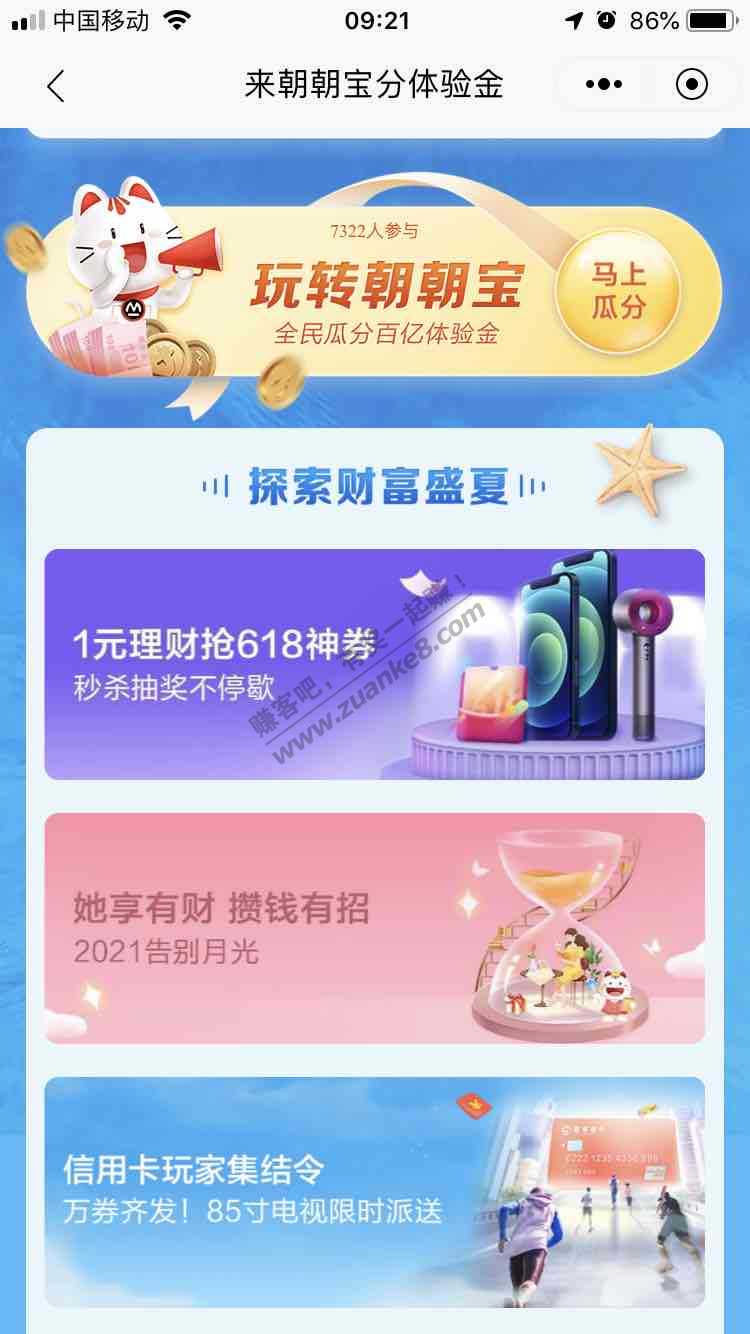 中国移动
09:21
86%
来朝朝宝分体验金
7322人参与
玩转朝朝宝
全民瓜分百亿体验金
马上
瓜分
探索财富盛夏
1元理财抢618神券
秒杀抽奖不停歇
赚客吧，有果一起赚！
www.zuanke8.com
她享有财 攒钱有招
2021告别月光
信用卡玩家集结令
万券齐发！85寸电视限时派送